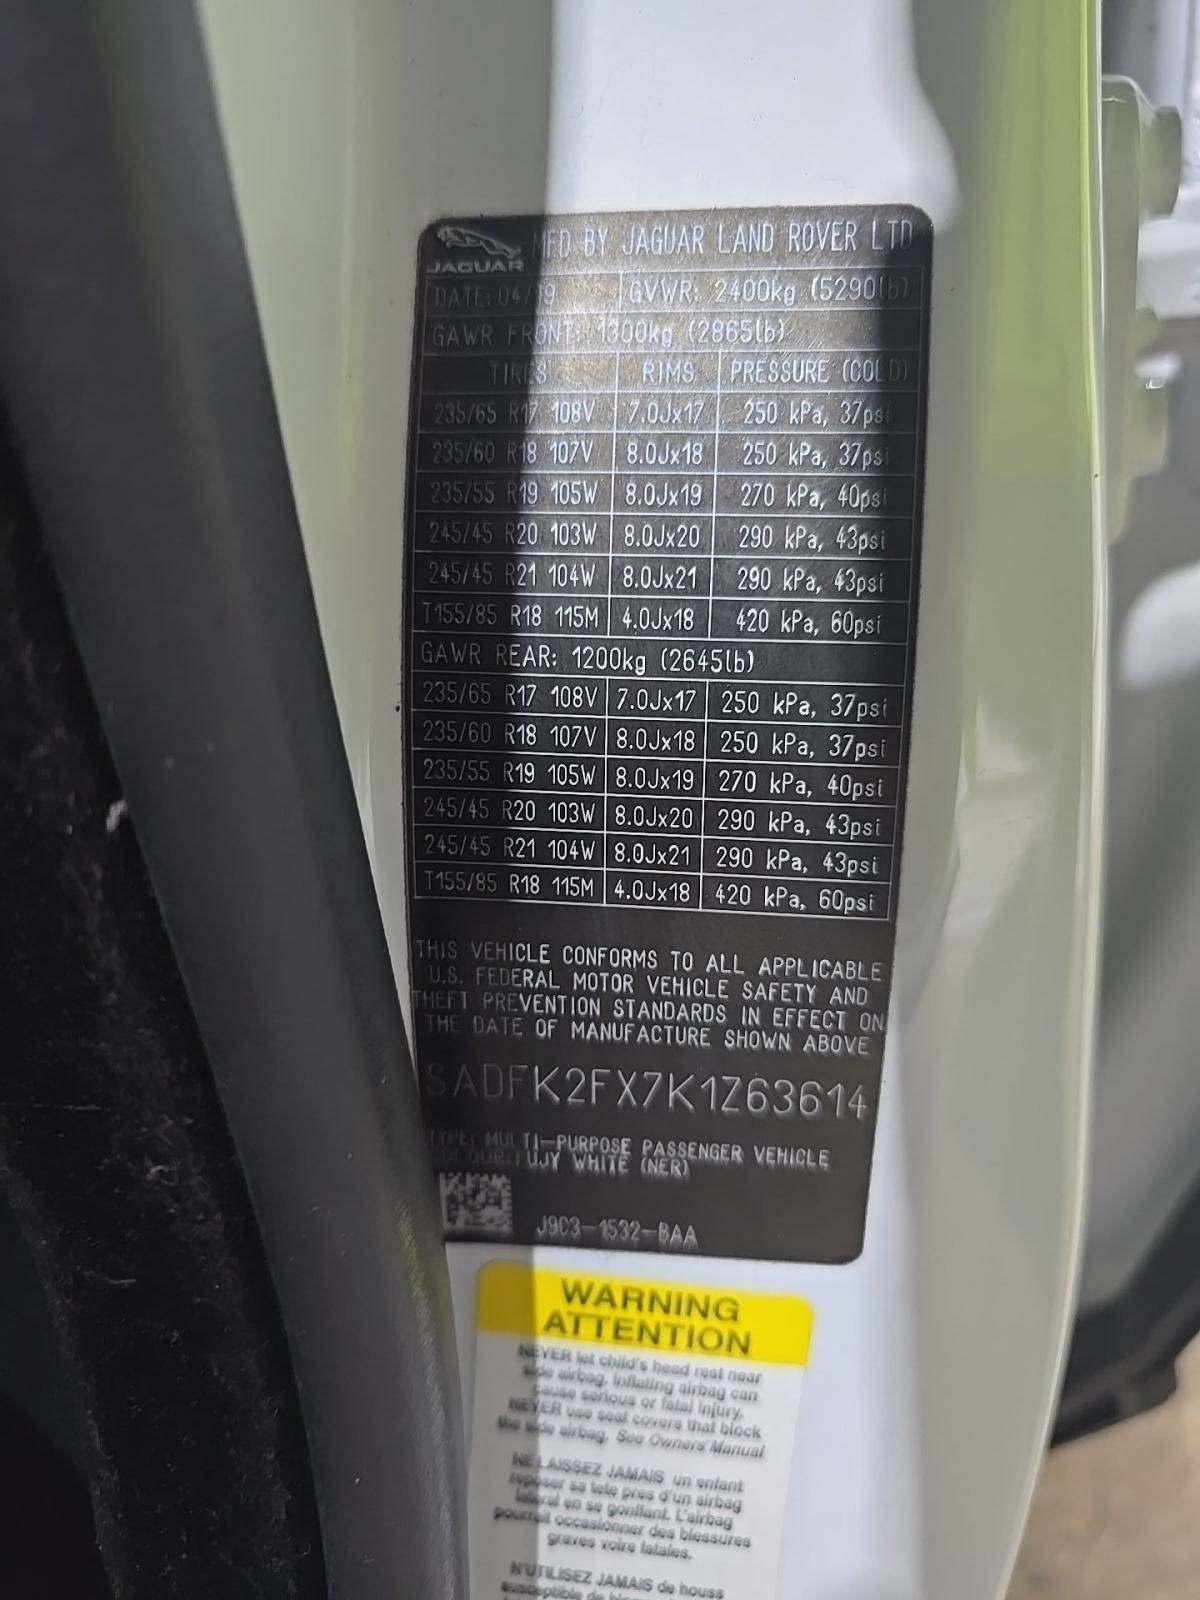 JAGUAR
MFD BY JAGUAR LAND ROVER LTD
DATE: 04/19 GVWR: 2400kg (5290lb)
GAWR FRONT: 1300kg (2865lb)
TIRES RIMS PRESSURE (COLD)
235/65 R17 108V 7.0Jx17 250 kPa, 37psi
235/60 R18 107V 8.0Jx18 250 kPa, 37psi
235/55 R19 105W 8.0Jx19 270 kPa, 40psi
245/45 R20 103W 8.0Jx20 290 kPa, 43psi
245/45 R21 104W 8.0Jx21 290 kPa, 43psi
T155/85 R18 115M 4.0Jx18 420 kPa, 60psi
GAWR REAR: 1200kg (2645lb)
235/65 R17 108V 7.0Jx17 250 kPa, 37psi
235/60 R18 107V 8.0Jx18 250 kPa, 37psi
235/55 R19 105W 8.0Jx19 270 kPa, 40psi
245/45 R20 103W 8.0Jx20 290 kPa, 43psi
245/45 R21 104W 8.0Jx21 290 kPa, 43psi
T155/85 R18 115M 4.0Jx18 420 kPa, 60psi
THIS VEHICLE CONFORMS TO ALL APPLICABLE
U.S. FEDERAL MOTOR VEHICLE SAFETY AND
THEFT PREVENTION STANDARDS IN EFFECT ON
THE DATE OF MANUFACTURE SHOWN ABOVE
SADFK2FX7K1Z63614
TYPE: MULTI-PURPOSE PASSENGER VEHICLE
COLOUR: FUJY WHITE (NER)
J9C3-1532-BAA
WARNING
ATTENTION
NEVER let child's head rest near
side airbag. Inflating airbag can
cause serious or fatal injury.
NEVER use seat covers that block
the side airbag. See Owners Manual
NE LAISSEZ JAMAIS un enfant
reposer sa tete pres d'un airbag
lateral en se gonflant. L'airbag
pourrait occasionner des blessures
graves voire fatales.
N'UTILISEZ JAMAIS de houss
susceptible de